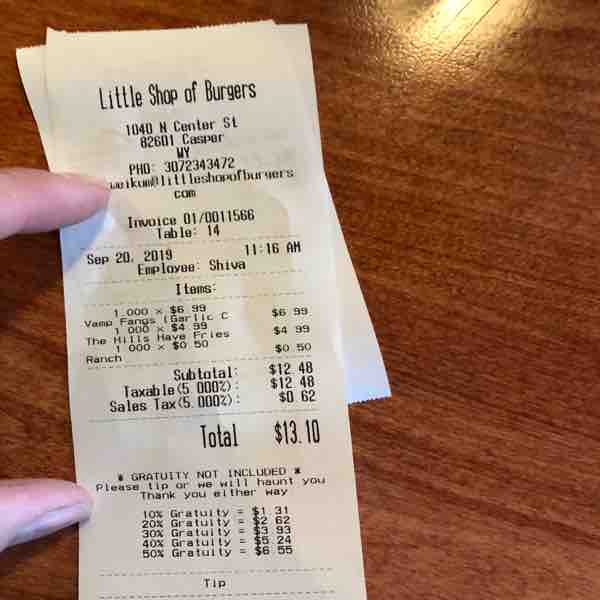 Little Shop of Burgers
1040 N Center St
82601 Casper
WY
PHO: 3072343472
weikum@littleshopofburgers
com
Invoice 01/0011566
Table: 14
Sep 20, 2019 11:16 AM
Employee: Shiva
Items:
1.000 x $6.99 $6.99
Vamp Fangs (Garlic C
1.000 x $4.99 $4.99
The Hills Have Fries
1.000 x $0.50 $0.50
Ranch
Subtotal: $12.48
Taxable(5.000%): $12.48
Sales Tax(5.000%): $0.62
Total $13.10
* GRATUITY NOT INCLUDED *
Please tip or we will haunt you
Thank you either way
10% Gratuity = $1.31
20% Gratuity = $2.62
30% Gratuity = $3.93
40% Gratuity = $5.24
50% Gratuity = $6.55
Tip